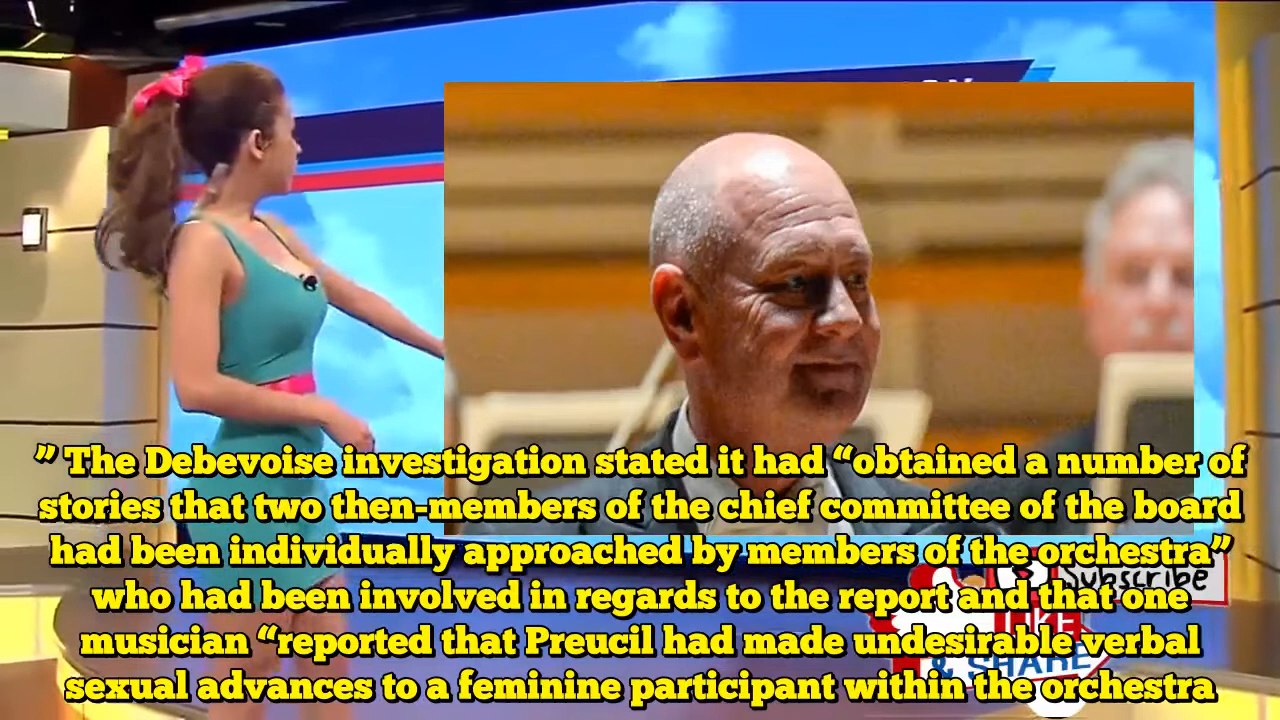 ” The Debevoise investigation stated it had “obtained a number of
stories that two then-members of the chief committee of the board
had been individually approached by members of the orchestra”
who had been involved in regards to the report and that one
musician “reported that Preucil had made undesirable verbal
sexual advances to a feminine participant within the orchestra
Subscribe
LIKE
& SHARE